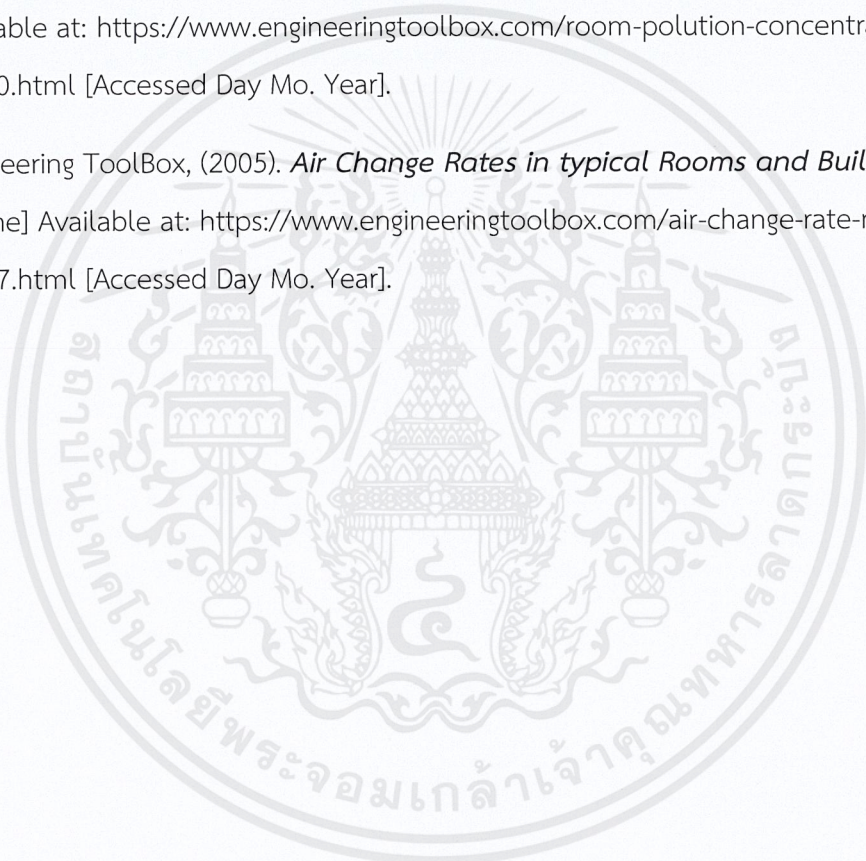 able at: https://www.engineeringtoolbox.com/room-polution-concentra
0.html [Accessed Day Mo. Year].
neering ToolBox, (2005). Air Change Rates in typical Rooms and Buil
ne] Available at: https://www.engineeringtoolbox.com/air-change-rate-r
7.html [Accessed Day Mo. Year].
สถาบันเทคโนโลยีพระจอมเกล้าเจ้าคุณทหารลาดกระบัง